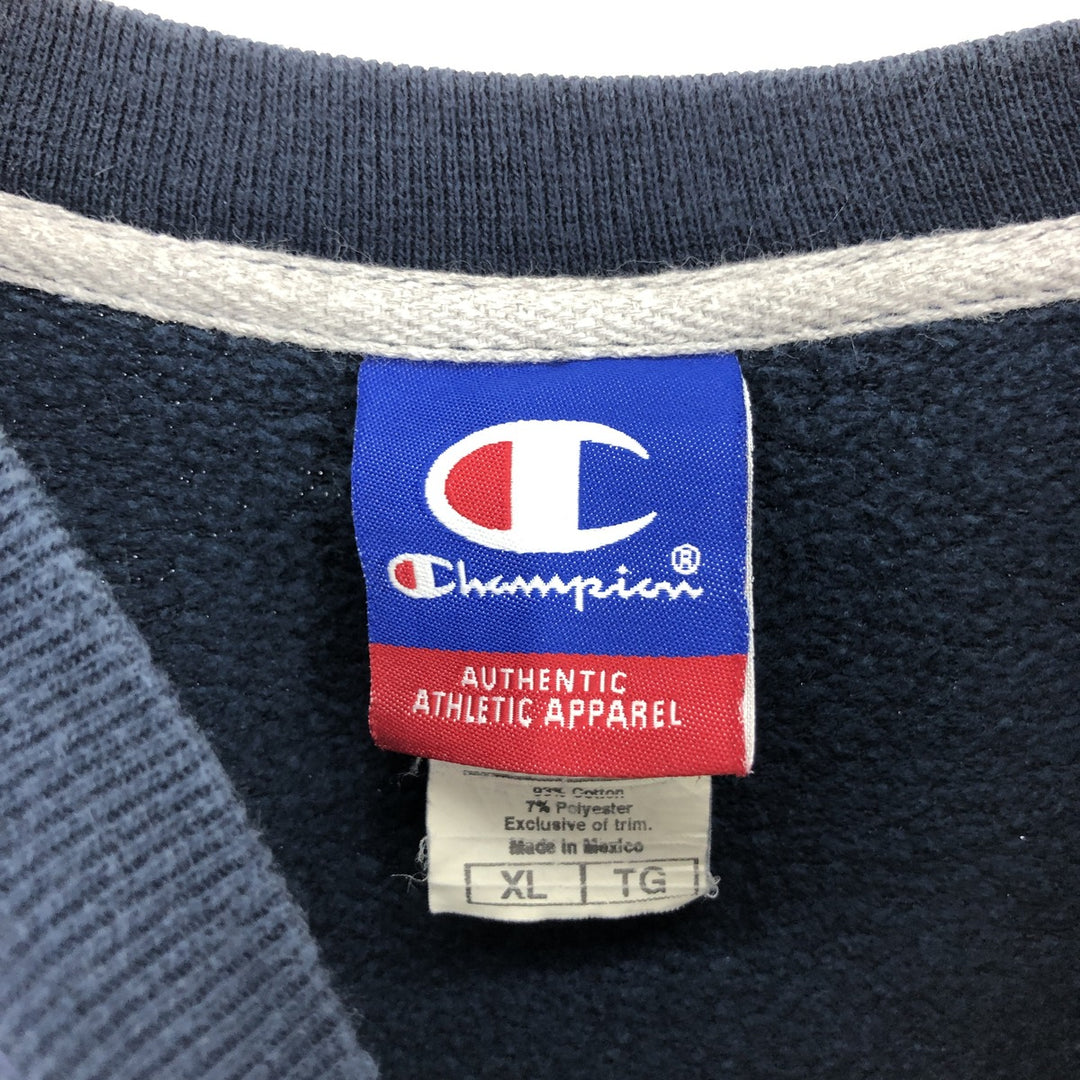 Champion®
AUTHENTIC
ATHLETIC APPAREL
93% Cotton
7% Polyester
Exclusive of trim.
Made in Mexico
XL TG